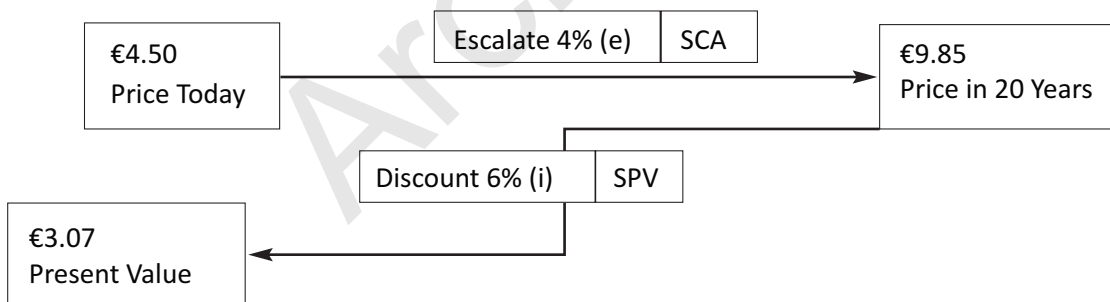 Escalate 4% (e) SCA
€4.50
Price Today
€9.85
Price in 20 Years
Discount 6% (i) SPV
€3.07
Present Value
Arc